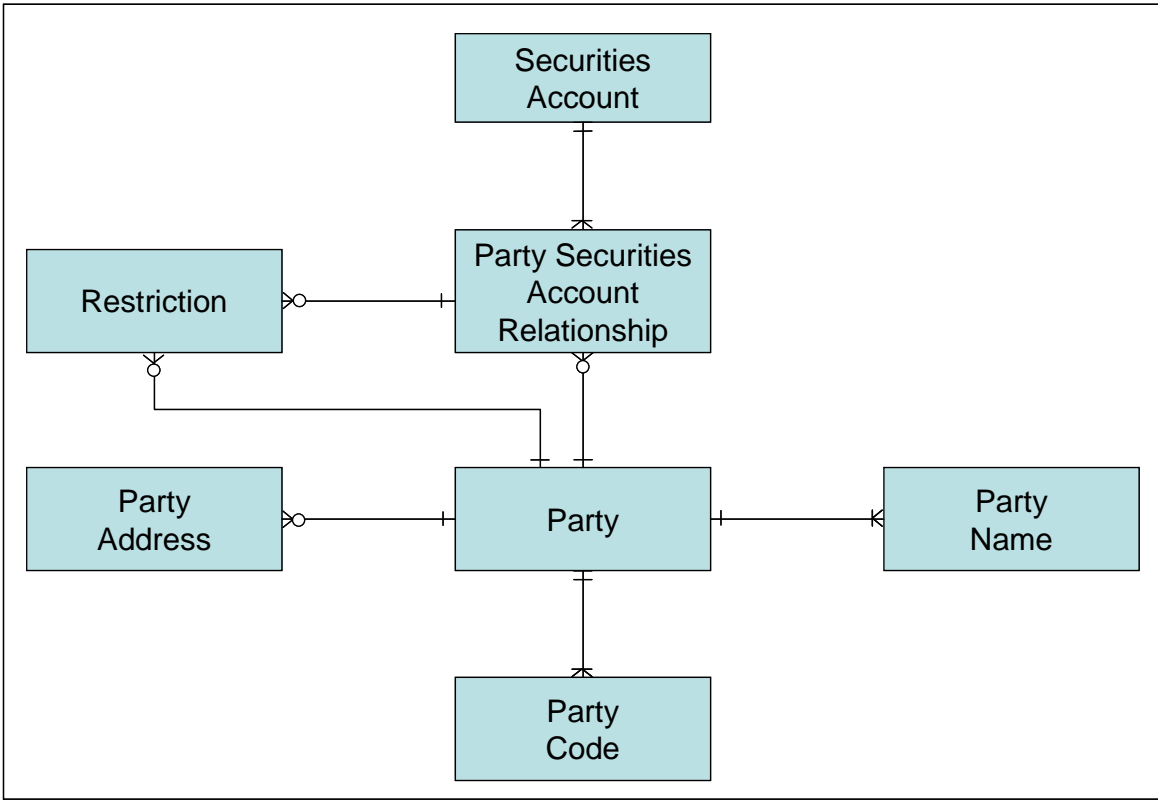 Securities
Account
Party Securities
Account
Relationship
Restriction
Party
Address
Party
Party
Name
Party
Code